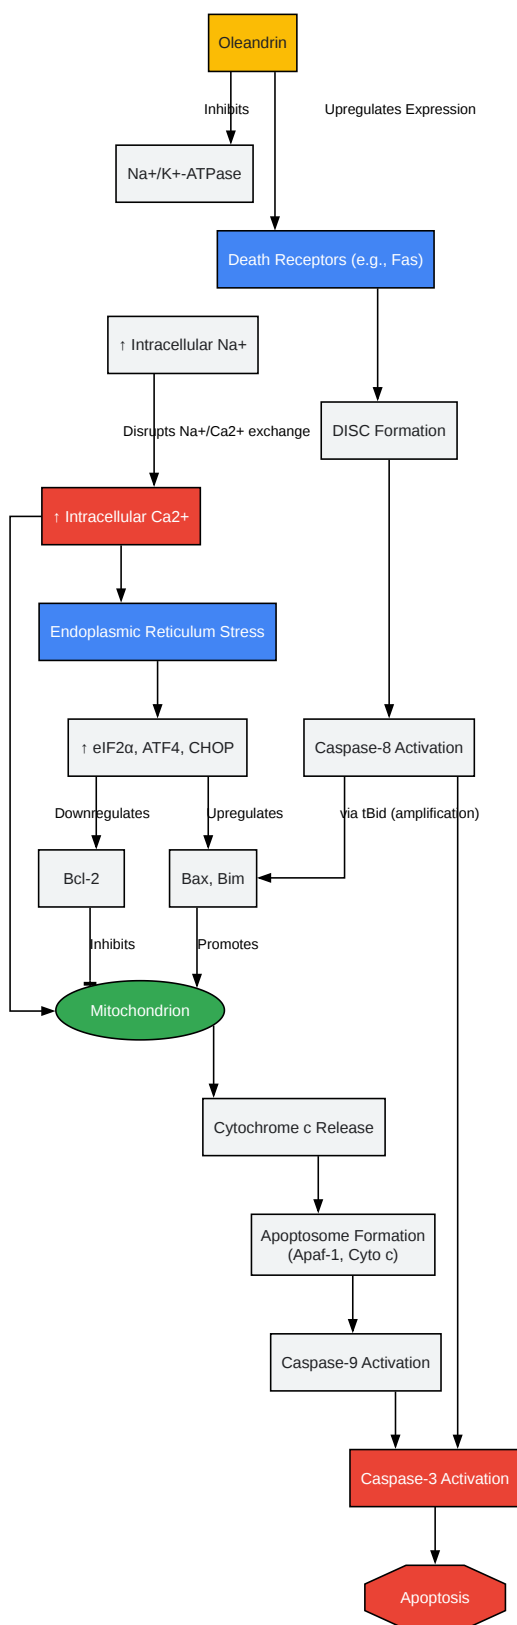 Oleandrin
Inhibits
Upregulates Expression
Na+/K+-ATPase
Death Receptors (e.g., Fas)
↑ Intracellular Na+
Disrupts Na+/Ca2+ exchange
DISC Formation
↑ Intracellular Ca2+
Endoplasmic Reticulum Stress
↑ eIF2α, ATF4, CHOP
Caspase-8 Activation
Downregulates
Upregulates
via tBid (amplification)
Bcl-2
Bax, Bim
Inhibits
Promotes
Mitochondrion
Cytochrome c Release
Apoptosome Formation
(Apaf-1, Cyto c)
Caspase-9 Activation
Caspase-3 Activation
Apoptosis